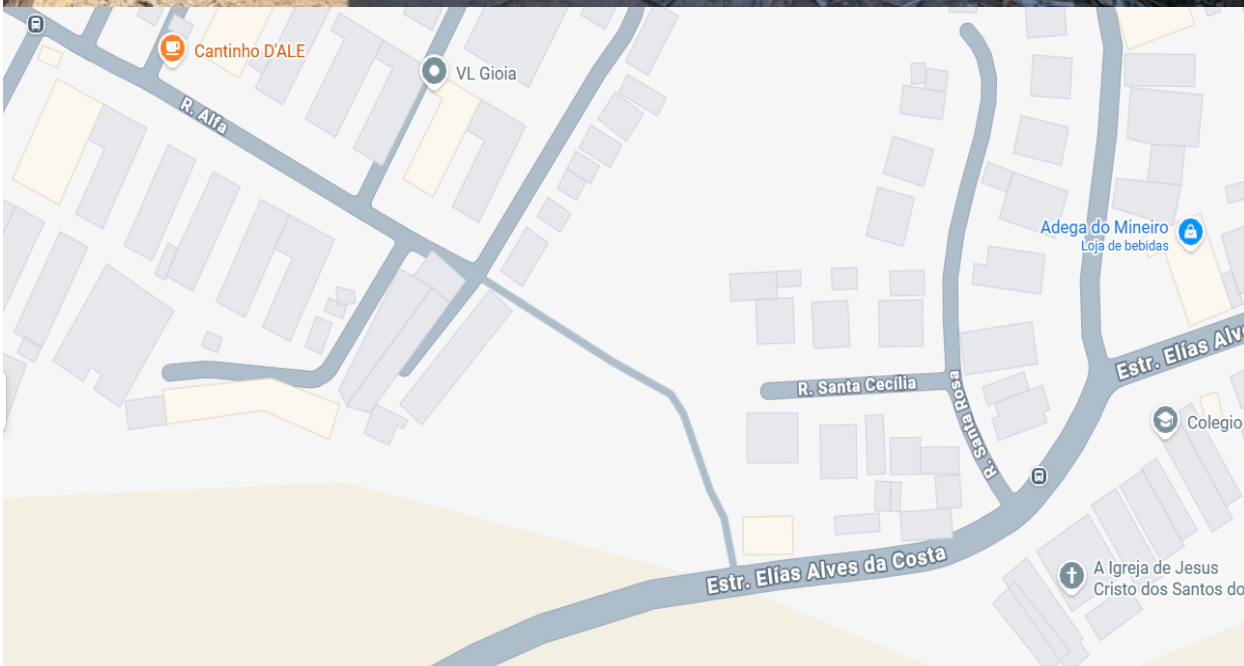 Cantinho D'ALE
VL Gioia
R. Alfa
Adega do Mineiro
Loja de bebidas
Estr. Elías Alve
R. Santa Cecília
R. Santa Rosa
Colegio
Estr. Elías Alves da Costa
A Igreja de Jesus
Cristo dos Santos do